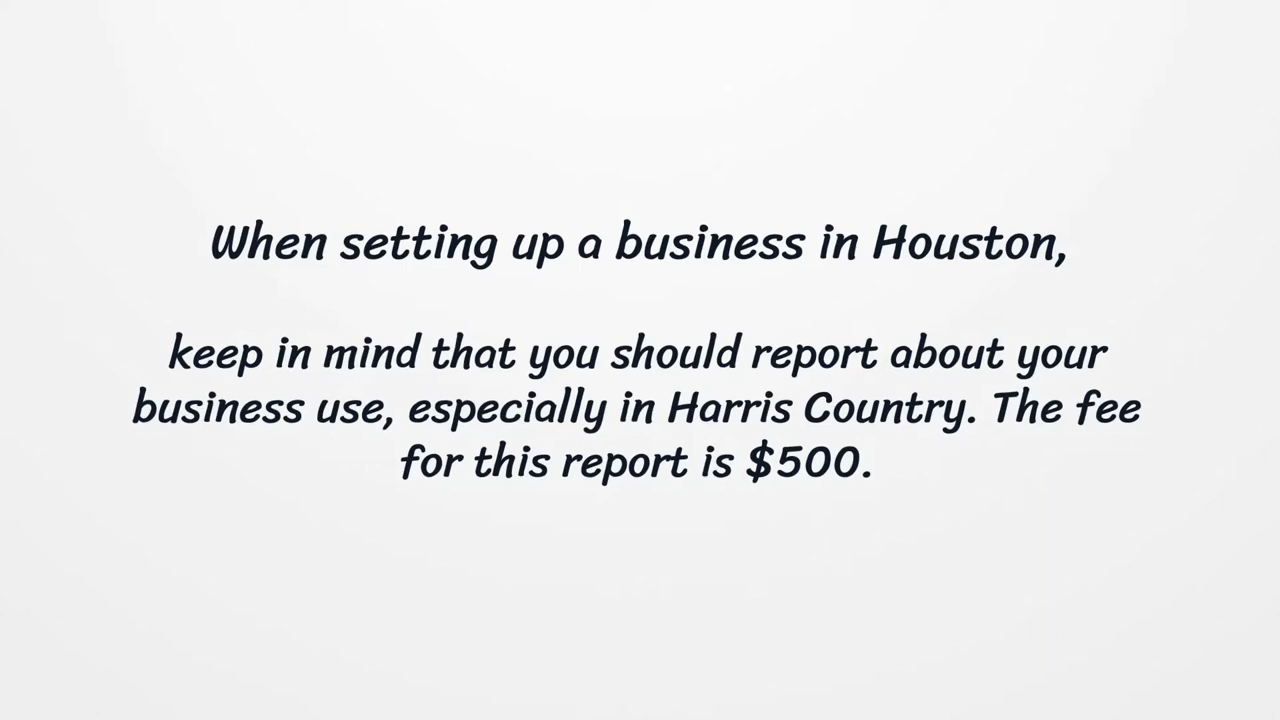 When setting up a business in Houston,
keep in mind that you should report about your
business use, especially in Harris Country. The fee
for this report is $500.